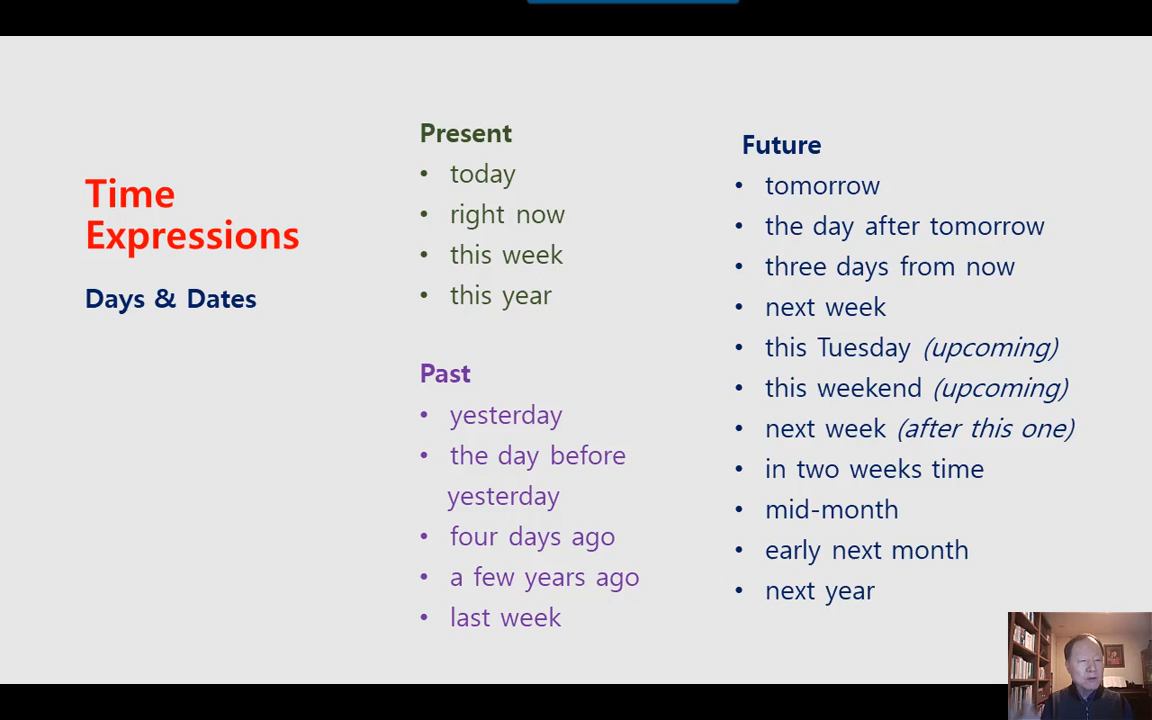 Time
Expressions
Days & Dates
Present
• today
• right now
• this week
• this year
Past
• yesterday
• the day before
yesterday
• four days ago
• a few years ago
• last week
Future
• tomorrow
• the day after tomorrow
• three days from now
• next week
• this Tuesday (upcoming)
• this weekend (upcoming)
• next week (after this one)
• in two weeks time
• mid-month
• early next month
• next year